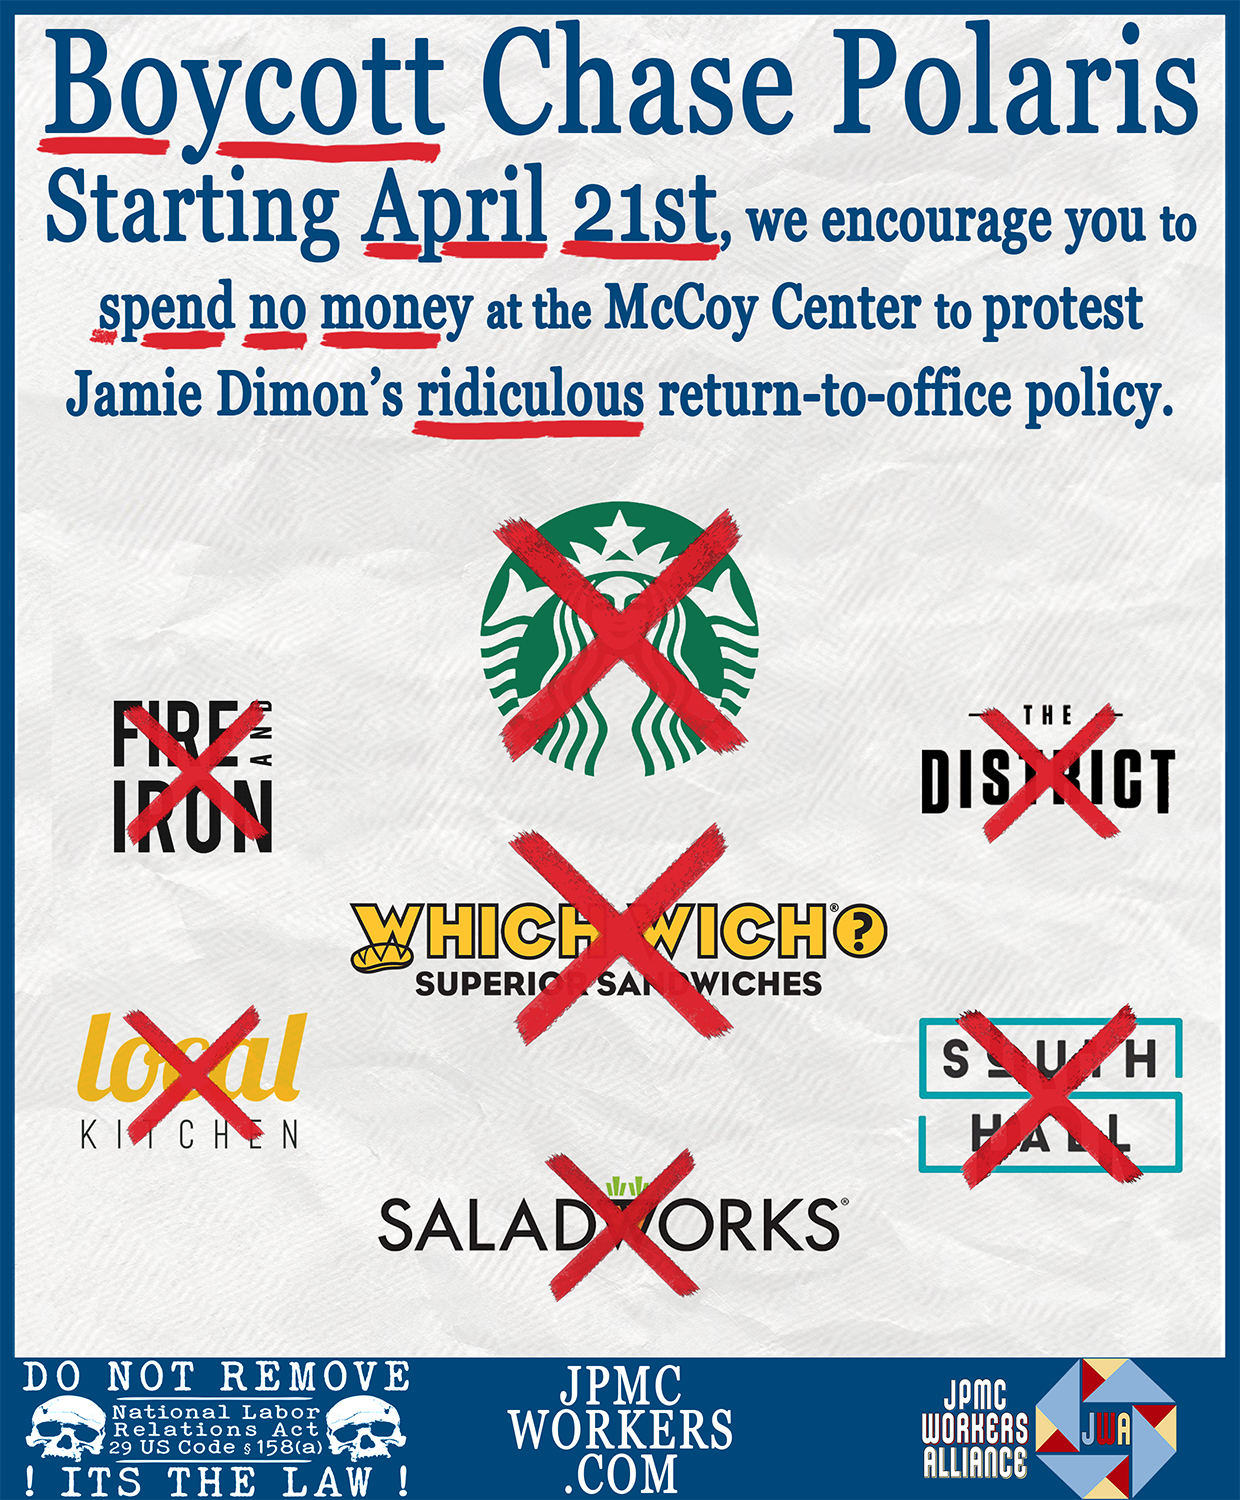 Boycott Chase Polaris
Starting April 21st, we encourage you to
spend no money at the McCoy Center to protest
Jamie Dimon’s ridiculous return-to-office policy.
FIRE AND
IRON
THE
DISTRICT
WHICH WICH®?
SUPERIOR SANDWICHES
local
KITCHEN
SOUTH
HALL
SALADWORKS®
DO NOT REMOVE
National Labor
Relations Act
29 US Code § 158(a)
! ITS THE LAW !
JPMC
WORKERS
.COM
JPMC
WORKERS
ALLIANCE
JWA